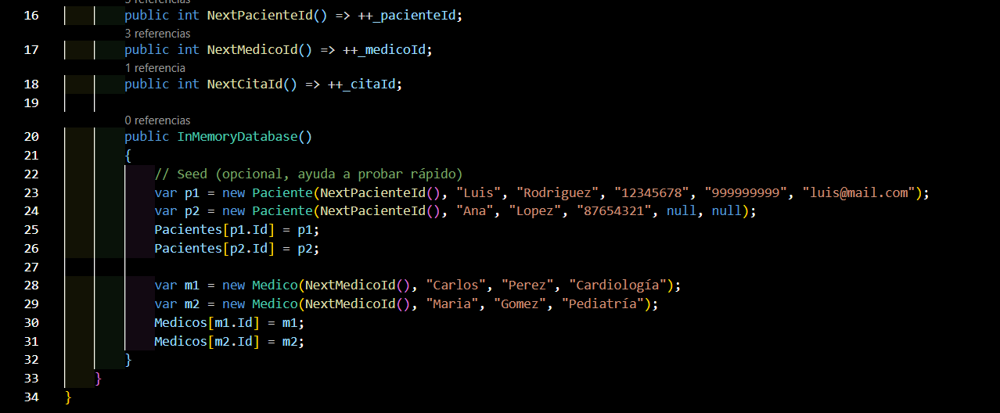 3 referencias
16 public int NextPacienteId() => ++_pacienteId;
3 referencias
17 public int NextMedicoId() => ++_medicoId;
1 referencia
18 public int NextCitaId() => ++_citaId;
19
0 referencias
20 public InMemoryDatabase()
21 {
22 // Seed (opcional, ayuda a probar rápido)
23 var p1 = new Paciente(NextPacienteId(), "Luis", "Rodriguez", "12345678", "999999999", "luis@mail.com");
24 var p2 = new Paciente(NextPacienteId(), "Ana", "Lopez", "87654321", null, null);
25 Pacientes[p1.Id] = p1;
26 Pacientes[p2.Id] = p2;
27
28 var m1 = new Medico(NextMedicoId(), "Carlos", "Perez", "Cardiología");
29 var m2 = new Medico(NextMedicoId(), "Maria", "Gomez", "Pediatría");
30 Medicos[m1.Id] = m1;
31 Medicos[m2.Id] = m2;
32 }
33 }
34 }